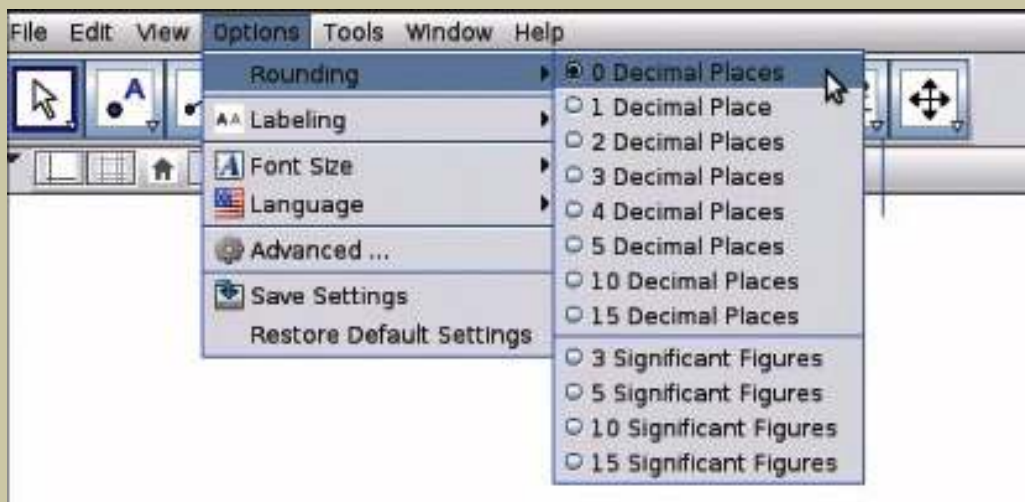 File Edit View Options Tools Window Help
A
Rounding
AA Labeling
A Font Size
Language
Advanced ...
Save Settings
Restore Default Settings
0 Decimal Places
1 Decimal Place
2 Decimal Places
3 Decimal Places
4 Decimal Places
5 Decimal Places
10 Decimal Places
15 Decimal Places
3 Significant Figures
5 Significant Figures
10 Significant Figures
15 Significant Figures